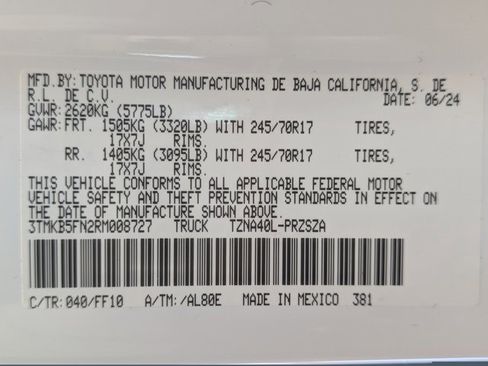 MFD.BY: TOYOTA MOTOR MANUFACTURING DE BAJA CALIFORNIA, S. DE
R.L. DE C.V. DATE: 06/24
GVWR: 2620KG (5775LB)
GAWR: FRT. 1505KG (3320LB) WITH 245/70R17 TIRES,
17X7J RIMS.
RR. 1405KG (3095LB) WITH 245/70R17 TIRES,
17X7J RIMS.
THIS VEHICLE CONFORMS TO ALL APPLICABLE FEDERAL MOTOR
VEHICLE SAFETY AND THEFT PREVENTION STANDARDS IN EFFECT ON
THE DATE OF MANUFACTURE SHOWN ABOVE.
3TMKB5FN2RM008727 TRUCK TZNA40L-PRZSZA
C/TR: 040/FF10 A/TM: /AL80E MADE IN MEXICO 381